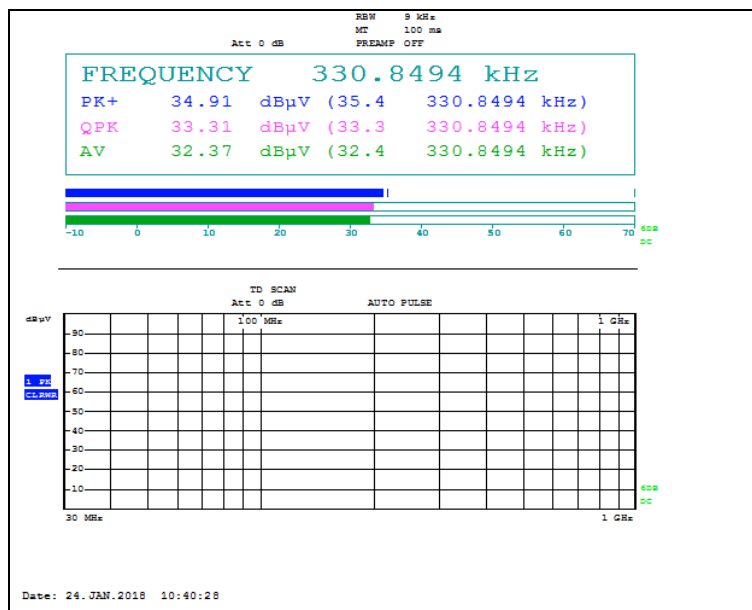 RBW 9 kHz
MT 100 ms
Att 0 dB PREAMP OFF
FREQUENCY 330.8494 kHz
PK+ 34.91 dBµV (35.4 330.8494 kHz)
QPK 33.31 dBµV (33.3 330.8494 kHz)
AV 32.37 dBµV (32.4 330.8494 kHz)
-10 0 10 20 30 40 50 60 70
6DB
DC
TD SCAN
Att 0 dB AUTO PULSE
dBµV
100 MHz 1 GHz
90
80
70
1 PK
60
CLRWR
50
40
30
20
10
6DB
DC
30 MHz 1 GHz
Date: 24.JAN.2018 10:40:28